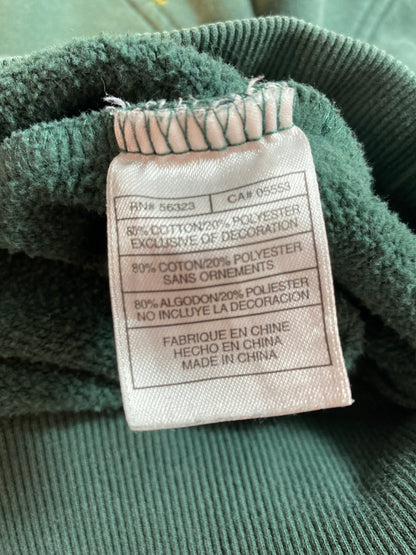 RN# 56323 CA# 05553
80% COTTON/20% POLYESTER
EXCLUSIVE OF DECORATION
80% COTON/20% POLYESTER
SANS ORNEMENTS
80% ALGODON/20% POLIESTER
NO INCLUYE LA DECORACION
FABRIQUE EN CHINE
HECHO EN CHINA
MADE IN CHINA